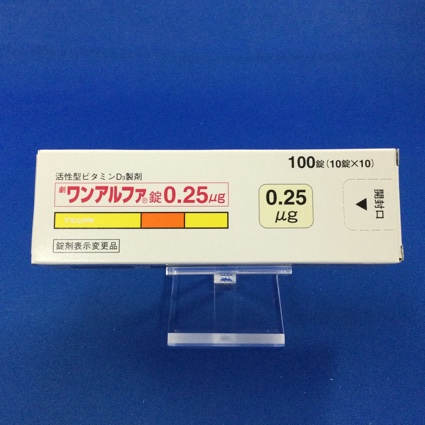 100錠(10錠×10)
活性型ビタミンD₃製剤
劇 ワンアルファ®錠0.25μg
0.25
μg
開封口
錠剤表示変更品